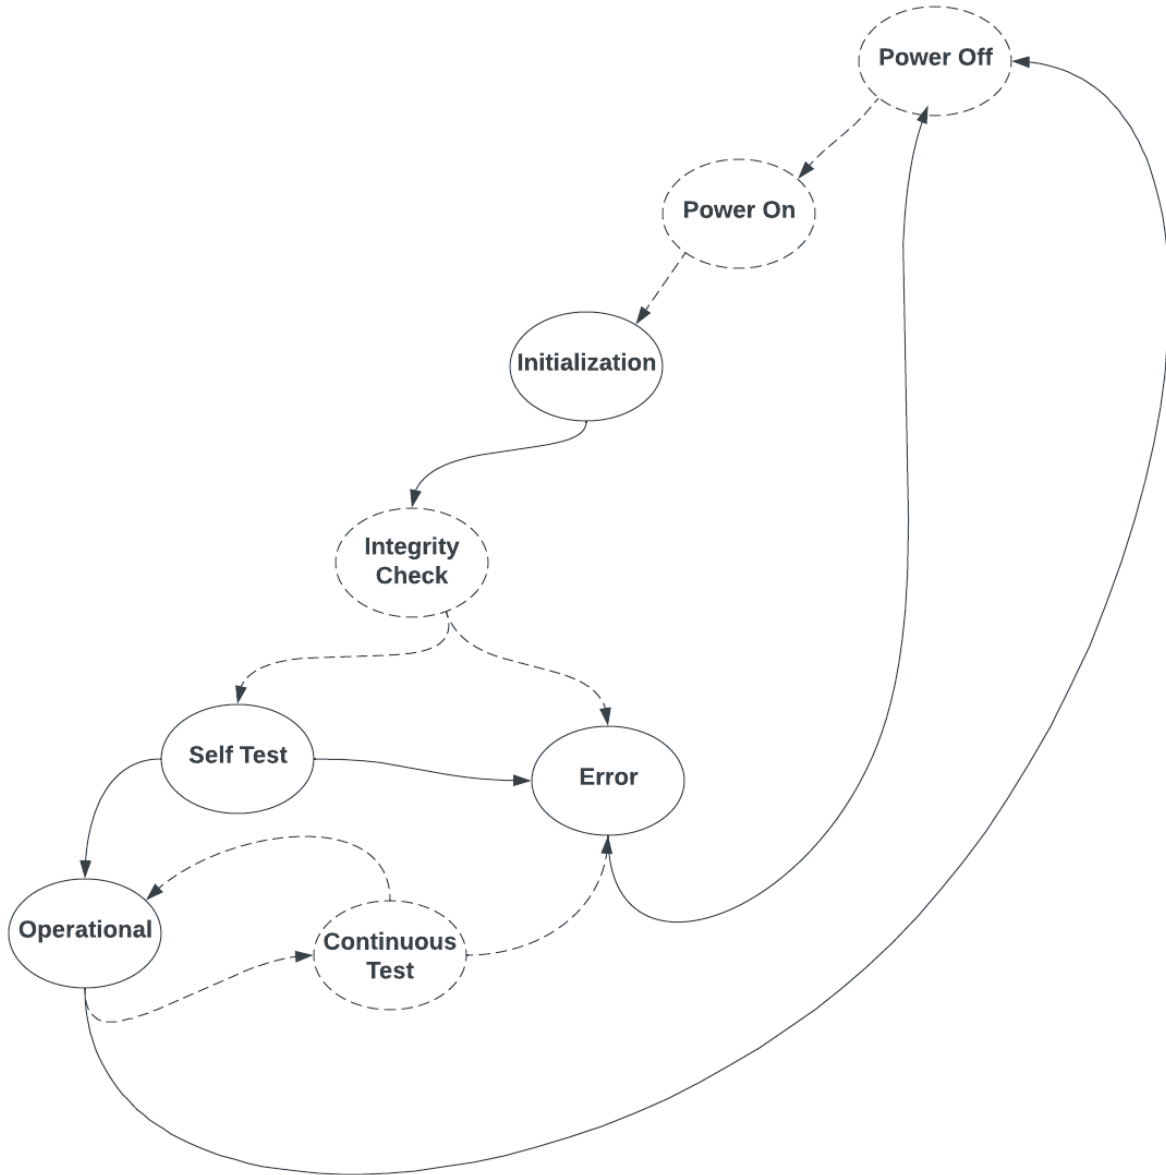 Power Off
Power On
Initialization
Integrity
Check
Self Test
Error
Operational
Continuous
Test